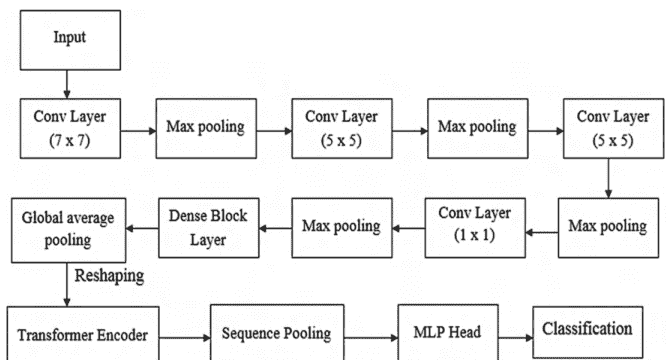 Input
Conv Layer
(7 x 7)
Max pooling
Conv Layer
(5 x 5)
Max pooling
Conv Layer
(5 x 5)
Max pooling
Conv Layer
(1 x 1)
Max pooling
Dense Block
Layer
Global average
pooling
Reshaping
Transformer Encoder
Sequence Pooling
MLP Head
Classification